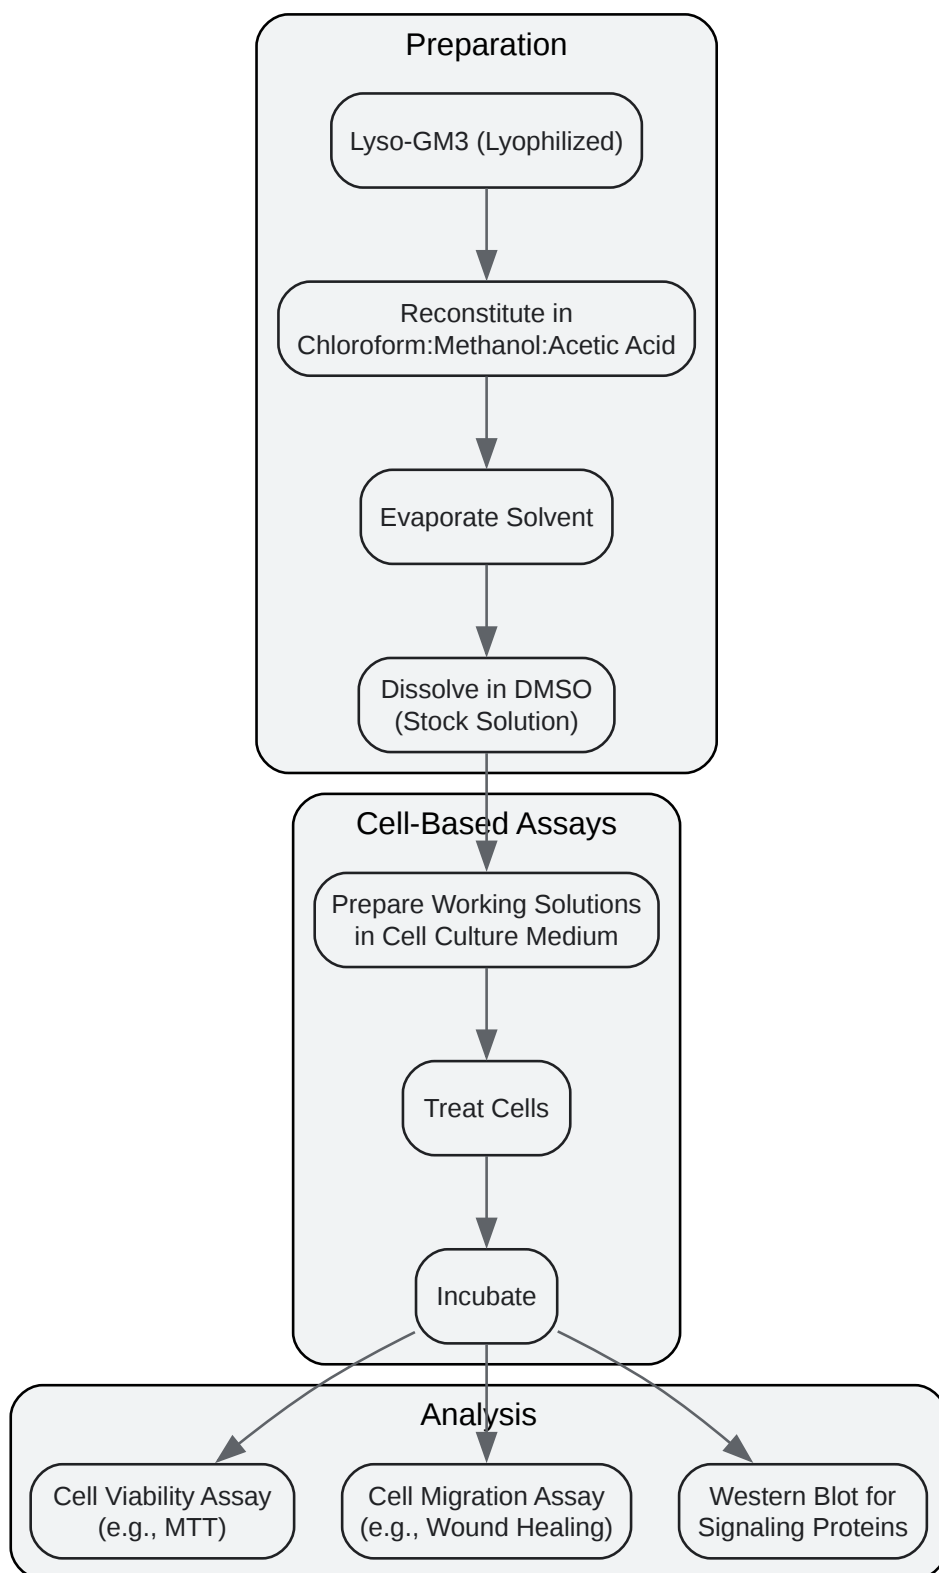 Preparation
Lyso-GM3 (Lyophilized)
Reconstitute in
Chloroform:Methanol:Acetic Acid
Evaporate Solvent
Dissolve in DMSO
(Stock Solution)
Cell-Based Assays
Prepare Working Solutions
in Cell Culture Medium
Treat Cells
Incubate
Analysis
Cell Viability Assay
(e.g., MTT)
Cell Migration Assay
(e.g., Wound Healing)
Western Blot for
Signaling Proteins